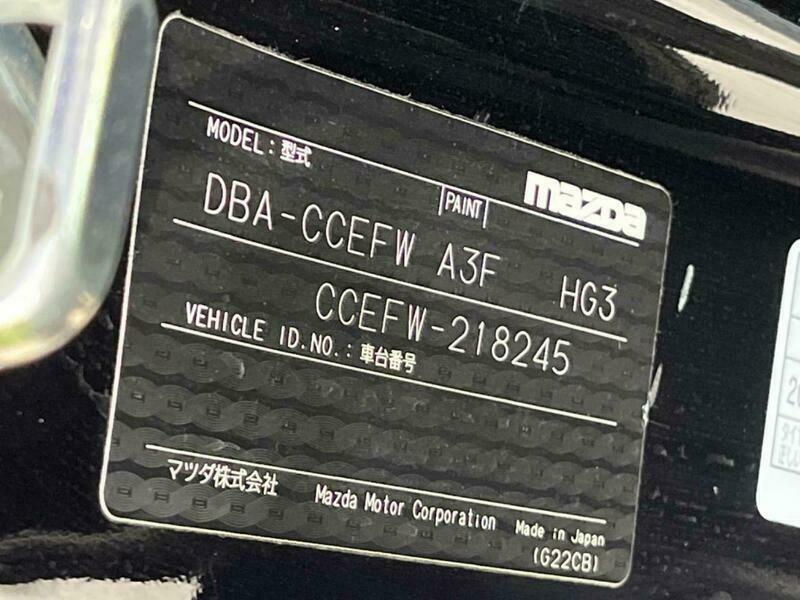 mazda
MODEL: 型式
PAINT
DBA-CCEFW A3F HG3
CCEFW-218245
VEHICLE ID.NO.: 車台番号
マツダ株式会社 Mazda Motor Corporation Made in Japan
(G22CB)